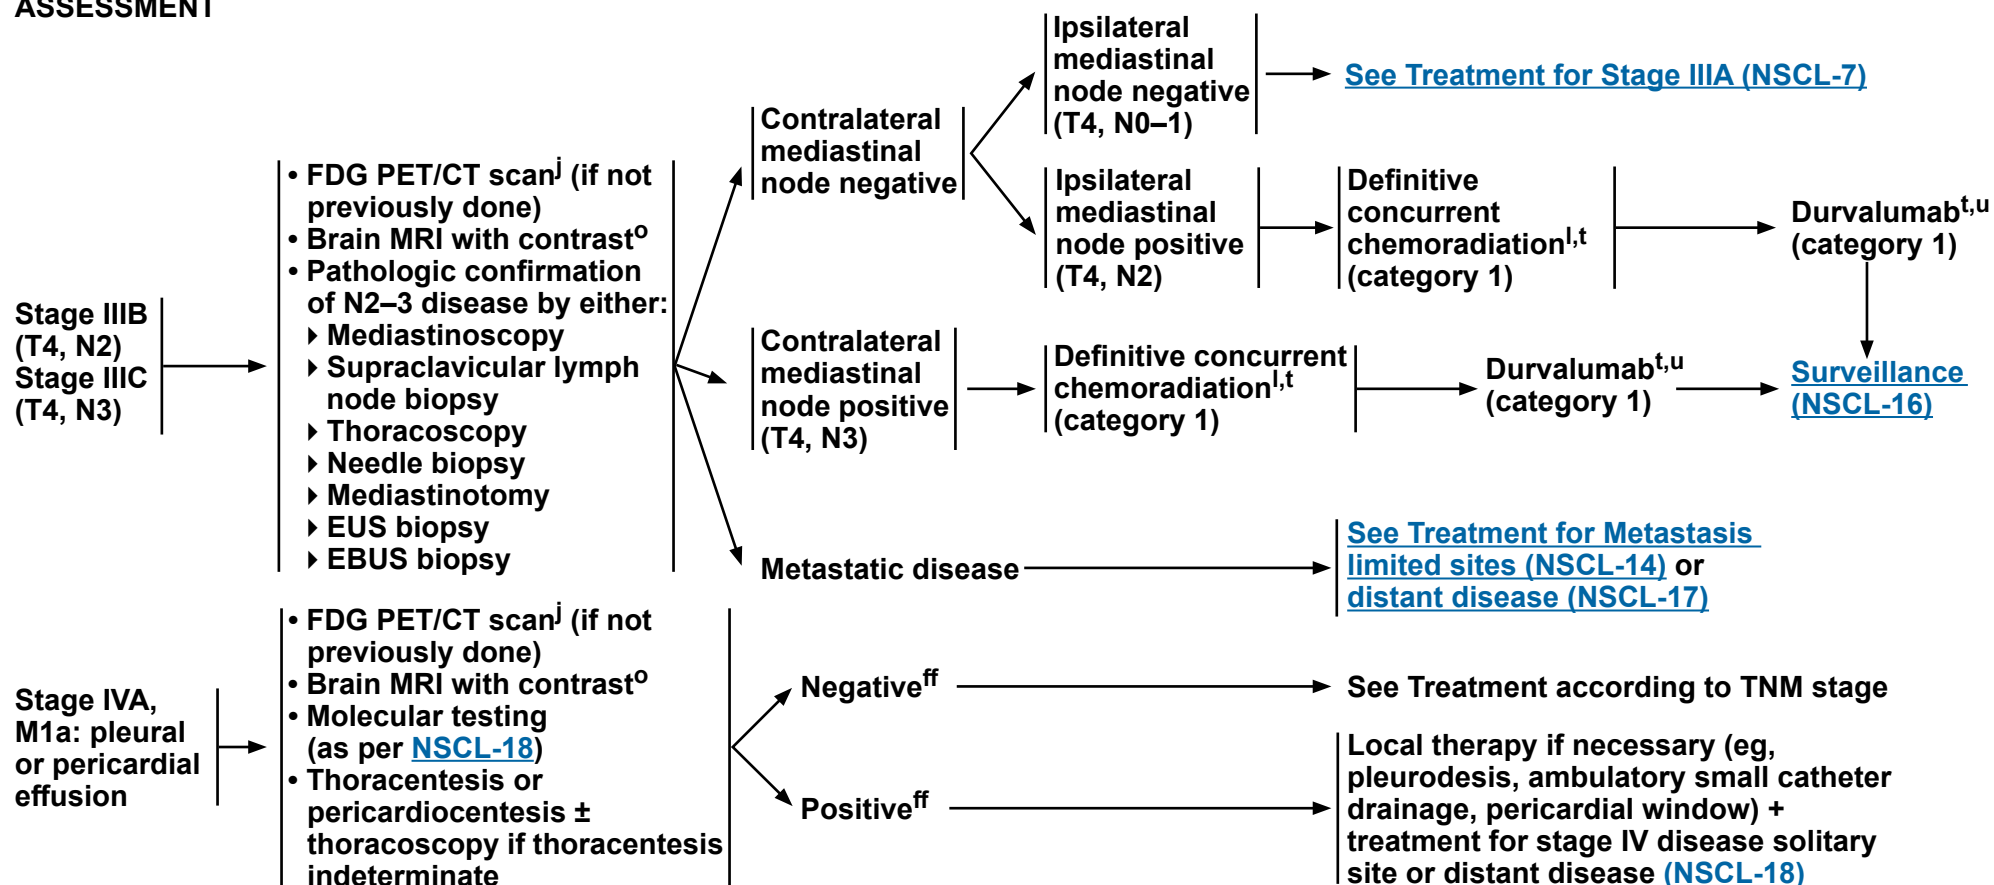 ASSESSMENT
Stage IIIB
(T4, N2)
Stage IIIC
(T4, N3)
• FDG PET/CT scanʲ (if not
previously done)
• Brain MRI with contrastᵒ
• Pathologic confirmation
of N2–3 disease by either:
▸ Mediastinoscopy
▸ Supraclavicular lymph
node biopsy
▸ Thoracoscopy
▸ Needle biopsy
▸ Mediastinotomy
▸ EUS biopsy
▸ EBUS biopsy
Contralateral
mediastinal
node negative
Ipsilateral
mediastinal
node negative
(T4, N0–1)
See Treatment for Stage IIIA (NSCL-7)
Ipsilateral
mediastinal
node positive
(T4, N2)
Definitive
concurrent
chemoradiationˡ,ᵗ
(category 1)
Durvalumabᵗ,ᵘ
(category 1)
Contralateral
mediastinal
node positive
(T4, N3)
Definitive concurrent
chemoradiationˡ,ᵗ
(category 1)
Durvalumabᵗ,ᵘ
(category 1)
Surveillance
(NSCL-16)
Metastatic disease
See Treatment for Metastasis
limited sites (NSCL-14) or
distant disease (NSCL-17)
Stage IVA,
M1a: pleural
or pericardial
effusion
• FDG PET/CT scanʲ (if not
previously done)
• Brain MRI with contrastᵒ
• Molecular testing
(as per NSCL-18)
• Thoracentesis or
pericardiocentesis ±
thoracoscopy if thoracentesis
indeterminate
Negativeᶠᶠ
See Treatment according to TNM stage
Positiveᶠᶠ
Local therapy if necessary (eg,
pleurodesis, ambulatory small catheter
drainage, pericardial window) +
treatment for stage IV disease solitary
site or distant disease (NSCL-18)